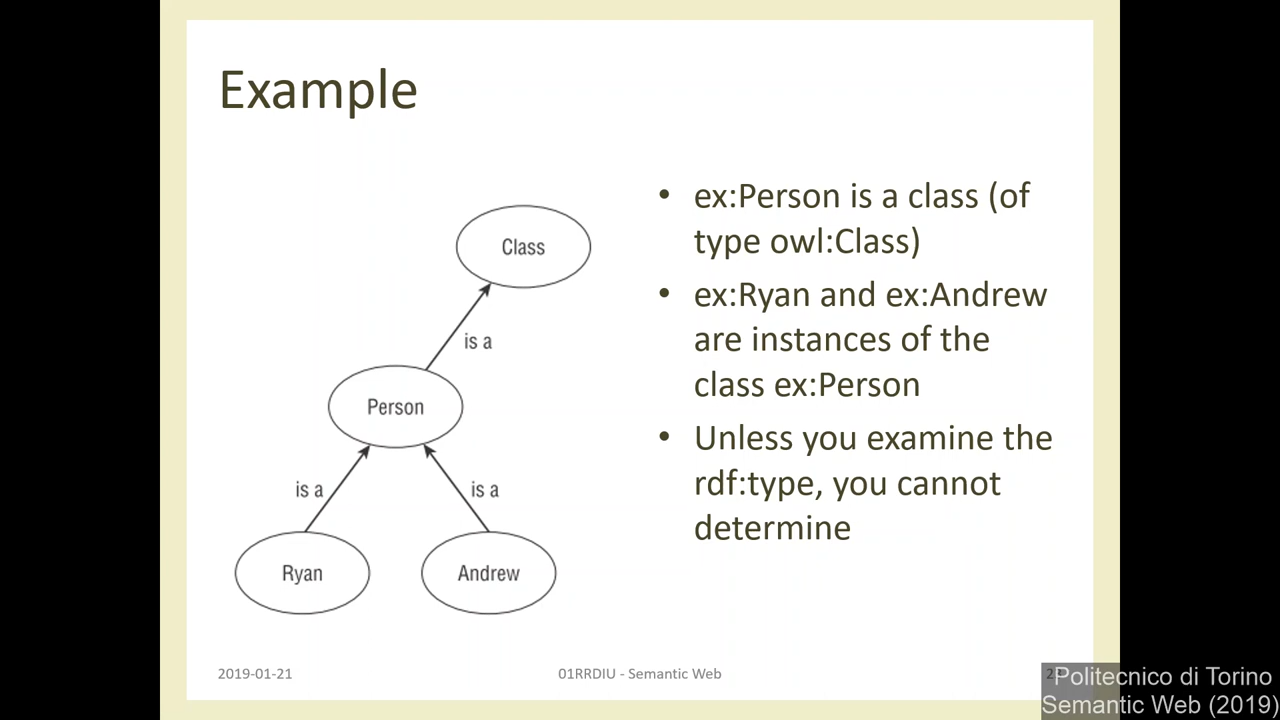 Example
Class
is a
Person
is a
is a
Ryan
Andrew
• ex:Person is a class (of
type owl:Class)
• ex:Ryan and ex:Andrew
are instances of the
class ex:Person
• Unless you examine the
rdf:type, you cannot
determine
2019-01-21
01RRDIU - Semantic Web
Politecnico di Torino
Semantic Web (2019)